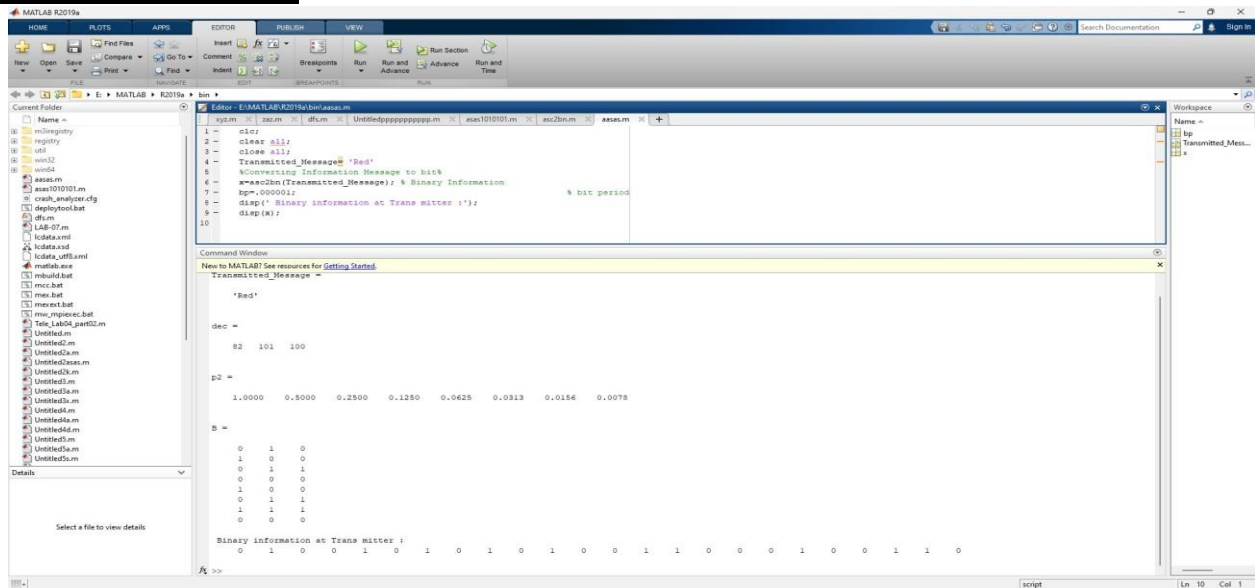 MATLAB R2019a
HOME PLOTS APPS EDITOR PUBLISH VIEW Search Documentation Sign In
New Open Save Find Files Compare Print Go To Find Insert fx Comment Indent Breakpoints Run Run and Advance Run Section Advance Run and Time
FILE NAVIGATE EDIT BREAKPOINTS RUN
E: MATLAB R2019a bin
Current Folder
Name
m3iregistry
registry
util
win32
win64
aasas.m
asas1010101.m
crash_analyzer.cfg
deploytool.bat
dfs.m
LAB-07.m
lcdata.xml
lcdata.xsd
lcdata_utf8.xml
matlab.exe
mbuild.bat
mcc.bat
mex.bat
mexext.bat
mw_mpiexec.bat
Tele_Lab04_part02.m
Untitled.m
Untitled2.m
Untitled2a.m
Untitled2asas.m
Untitled2k.m
Untitled3.m
Untitled3a.m
Untitled3x.m
Untitled4.m
Untitled4a.m
Untitled4d.m
Untitled5.m
Untitled5a.m
Untitled5s.m
Details
Select a file to view details
Editor - E:\MATLAB\R2019a\bin\aasas.m
xyz.m zaz.m dfs.m Untitledppppppppppp.m asas1010101.m asc2bn.m aasas.m +
1 - clc;
2 - clear all;
3 - close all;
4 - Transmitted_Message= 'Red'
5 %Converting Information Message to bit%
6 - x=asc2bn(Transmitted_Message); % Binary Information
7 - bp=.000001; % bit period
8 - disp(' Binary information at Trans mitter :');
9 - disp(x);
10
Command Window
New to MATLAB? See resources for Getting Started.
Transmitted_Message =
'Red'
dec =
82 101 100
p2 =
1.0000 0.5000 0.2500 0.1250 0.0625 0.0313 0.0156 0.0078
B =
0 1 0
1 0 0
0 1 1
0 0 0
1 0 0
0 1 1
1 1 1
0 0 0
Binary information at Trans mitter :
0 1 0 0 1 0 1 0 1 0 1 0 0 1 1 0 0 0 1 0 0 1 1 0
fx >>
Workspace
Name
bp
Transmitted_Mess...
x
script Ln 10 Col 1